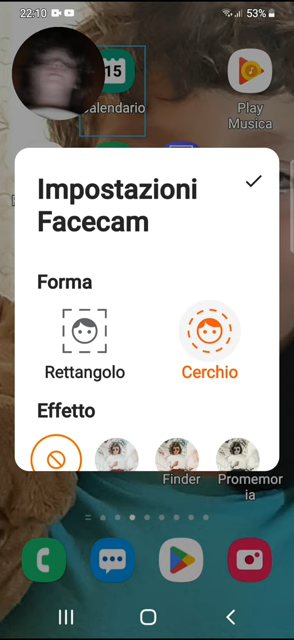 22:10
53%
15
Calendario
Play
Musica
Impostazioni
Facecam
Forma
Rettangolo
Cerchio
Effetto
Finder
Promemor
ia